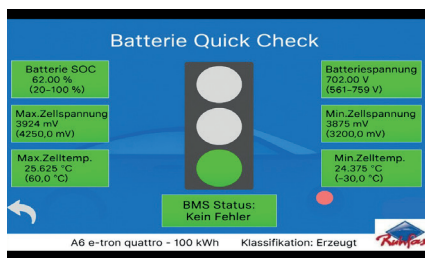 Batterie Quick Check
Batterie SOC
62.00 %
(20–100 %)
Batteriespannung
702.00 V
(561–759 V)
Max.Zellspannung
3924 mV
(4250,0 mV)
Min.Zellspannung
3875 mV
(3200,0 mV)
Max.Zelltemp.
25.625 °C
(60,0 °C)
Min.Zelltemp.
24.375 °C
(–30,0 °C)
BMS Status:
Kein Fehler
A6 e-tron quattro - 100 kWh Klassifikation: Erzeugt